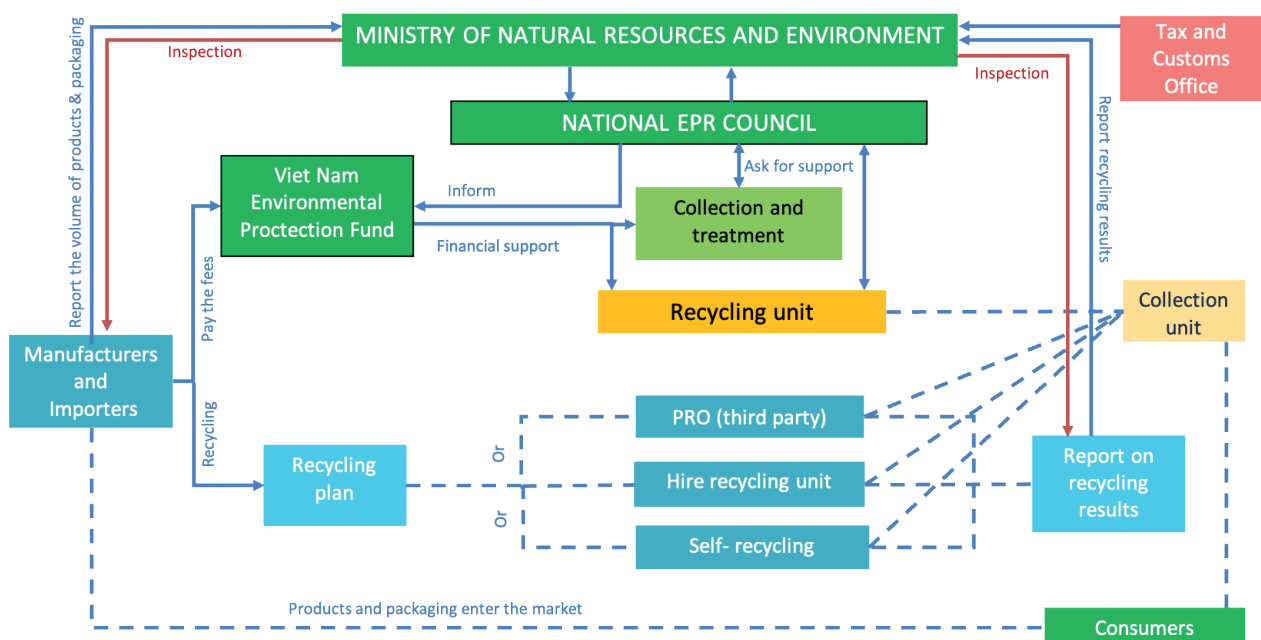 MINISTRY OF NATURAL RESOURCES AND ENVIRONMENT
Tax and
Customs
Office
Inspection
Inspection
Report the volume of products & packaging
NATIONAL EPR COUNCIL
Report recycling results
Viet Nam
Environmental
Proctection Fund
Inform
Ask for support
Collection and
treatment
Financial support
Pay the fees
Recycling unit
Collection
unit
Manufacturers
and
Importers
Recycling
PRO (third party)
Or
Recycling
plan
Hire recycling unit
Report on
recycling
results
Or
Self- recycling
Products and packaging enter the market
Consumers